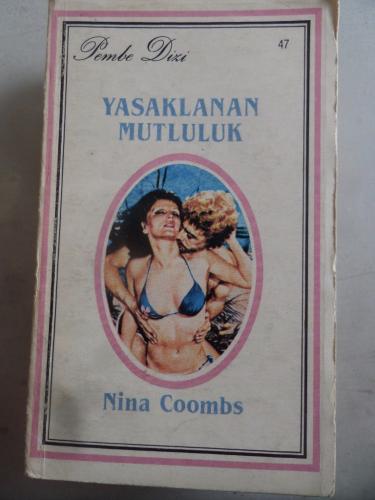 Pembe Dizi
47
YASAKLANAN
MUTLULUK
Nina Coombs